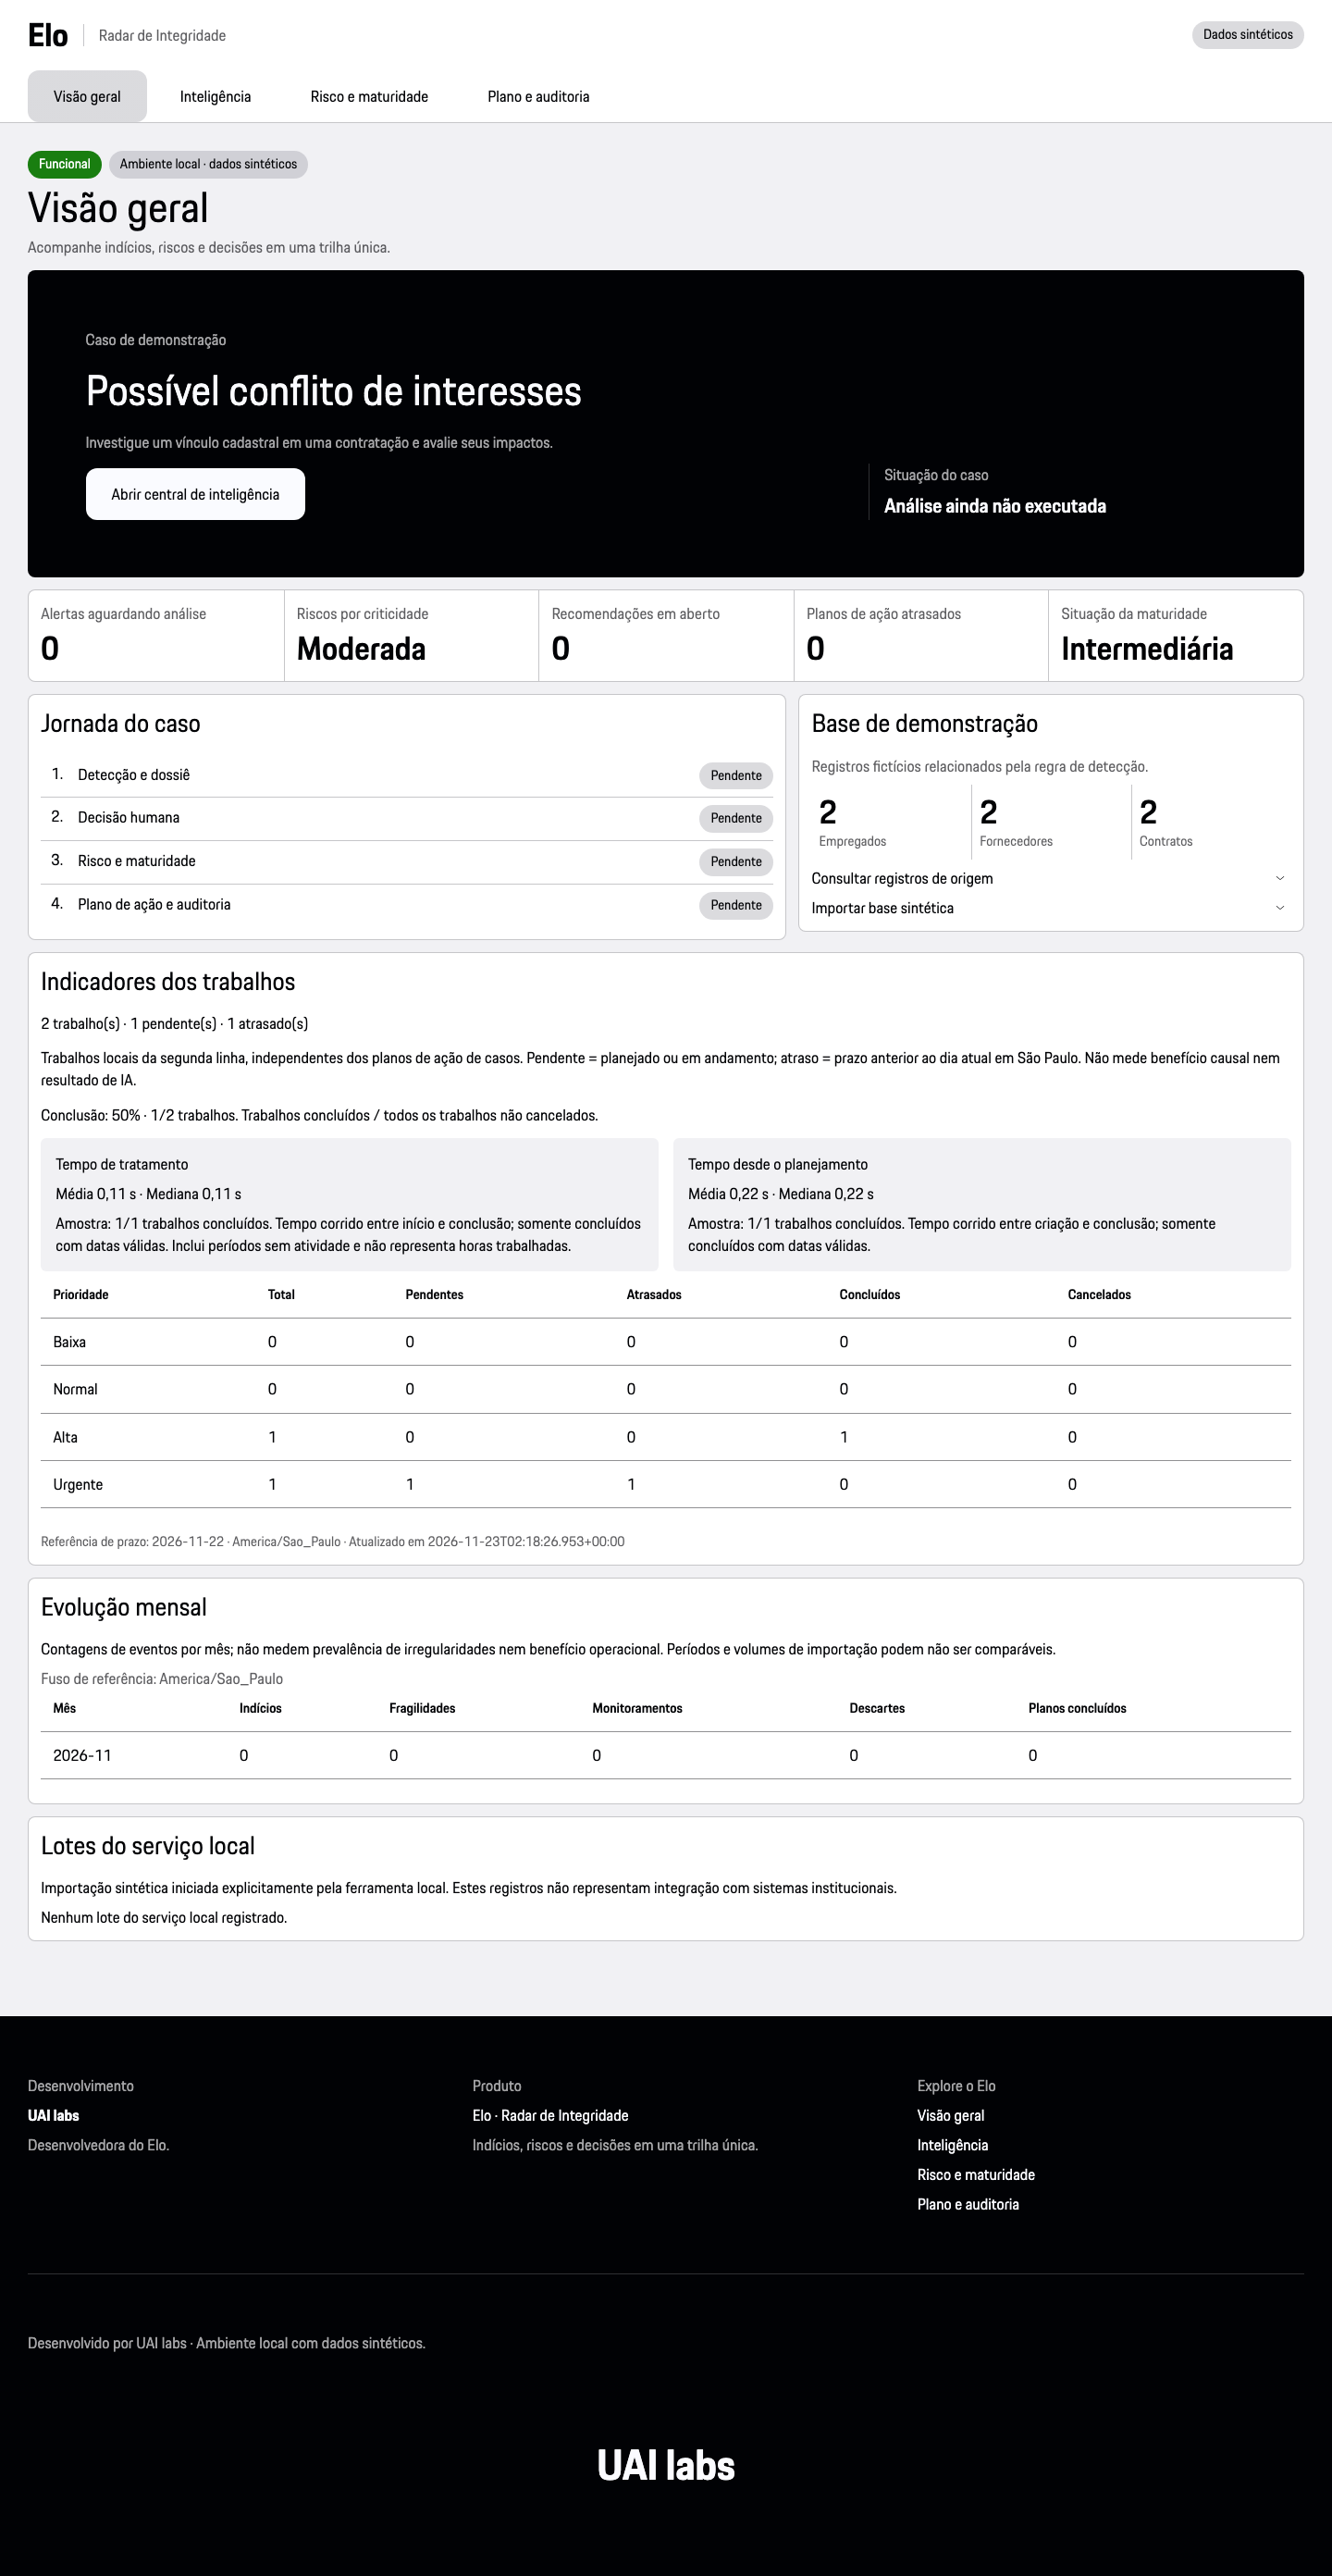 Elo
Radar de Integridade
Dados sintéticos
Visão geral
Inteligência
Risco e maturidade
Plano e auditoria
Funcional
Ambiente local · dados sintéticos
Visão geral
Acompanhe indícios, riscos e decisões em uma trilha única.
Caso de demonstração
Possível conflito de interesses
Investigue um vínculo cadastral em uma contratação e avalie seus impactos.
Abrir central de inteligência
Situação do caso
Análise ainda não executada
Alertas aguardando análise
0
Riscos por criticidade
Moderada
Recomendações em aberto
0
Planos de ação atrasados
0
Situação da maturidade
Intermediária
Jornada do caso
1. Detecção e dossiê Pendente
2. Decisão humana Pendente
3. Risco e maturidade Pendente
4. Plano de ação e auditoria Pendente
Base de demonstração
Registros fictícios relacionados pela regra de detecção.
2 2 2
Empregados Fornecedores Contratos
Consultar registros de origem
Importar base sintética
Indicadores dos trabalhos
2 trabalho(s) · 1 pendente(s) · 1 atrasado(s)
Trabalhos locais da segunda linha, independentes dos planos de ação de casos. Pendente = planejado ou em andamento; atraso = prazo anterior ao dia atual em São Paulo. Não mede benefício causal nem
resultado de IA.
Conclusão: 50% · 1/2 trabalhos. Trabalhos concluídos / todos os trabalhos não cancelados.
Tempo de tratamento
Média 0,11 s · Mediana 0,11 s
Amostra: 1/1 trabalhos concluídos. Tempo corrido entre início e conclusão; somente concluídos
com datas válidas. Inclui períodos sem atividade e não representa horas trabalhadas.
Tempo desde o planejamento
Média 0,22 s · Mediana 0,22 s
Amostra: 1/1 trabalhos concluídos. Tempo corrido entre criação e conclusão; somente
concluídos com datas válidas.
Prioridade Total Pendentes Atrasados Concluídos Cancelados
Baixa 0 0 0 0 0
Normal 0 0 0 0 0
Alta 1 0 0 1 0
Urgente 1 1 1 0 0
Referência de prazo: 2026-11-22 · America/Sao_Paulo · Atualizado em 2026-11-23T02:18:26.953+00:00
Evolução mensal
Contagens de eventos por mês; não medem prevalência de irregularidades nem benefício operacional. Períodos e volumes de importação podem não ser comparáveis.
Fuso de referência: America/Sao_Paulo
Mês Indícios Fragilidades Monitoramentos Descartes Planos concluídos
2026-11 0 0 0 0 0
Lotes do serviço local
Importação sintética iniciada explicitamente pela ferramenta local. Estes registros não representam integração com sistemas institucionais.
Nenhum lote do serviço local registrado.
Desenvolvimento
UAI labs
Desenvolvedora do Elo.
Produto
Elo · Radar de Integridade
Indícios, riscos e decisões em uma trilha única.
Explore o Elo
Visão geral
Inteligência
Risco e maturidade
Plano e auditoria
Desenvolvido por UAI labs · Ambiente local com dados sintéticos.
UAI labs